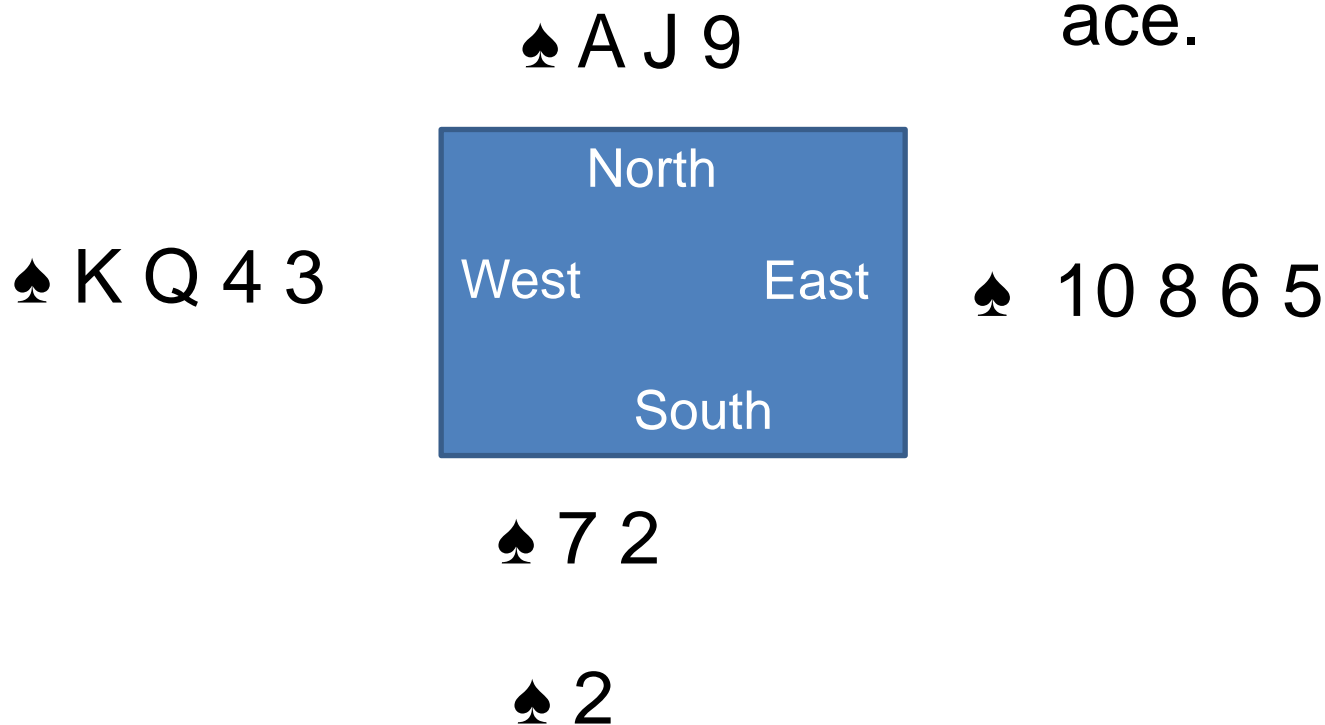 ace.
♠ A J 9
North
♠ K Q 4 3 West East ♠ 10 8 6 5
South
♠ 7 2
♠ 2